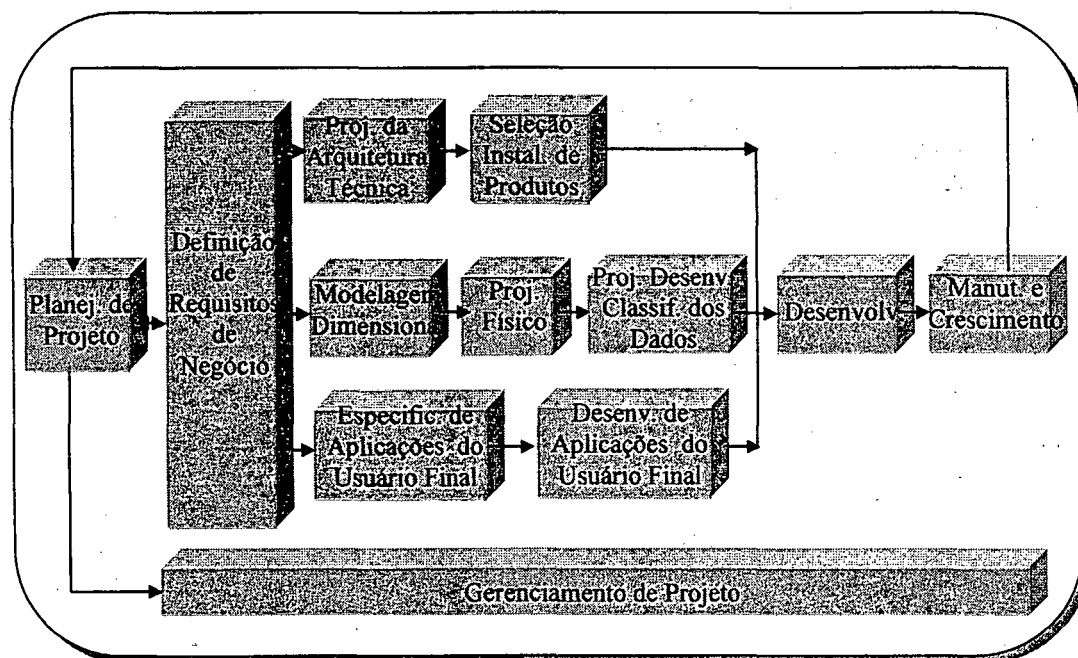 Planej. de
Projeto
Definição
de
Requisitos
de
Negócio
Proj. da
Arquitetura
Técnica
Seleção
Instal. de
Produtos
Modelagem
Dimensiona
Proj.
Físico
Proj. Desenv.
Classif. dos
Dados
Especific. de
Aplicações do
Usuário Final
Desenv. de
Aplicações do
Usuário Final
Desenvolv
Manut. e
Crescimento
Gerenciamento de Projeto